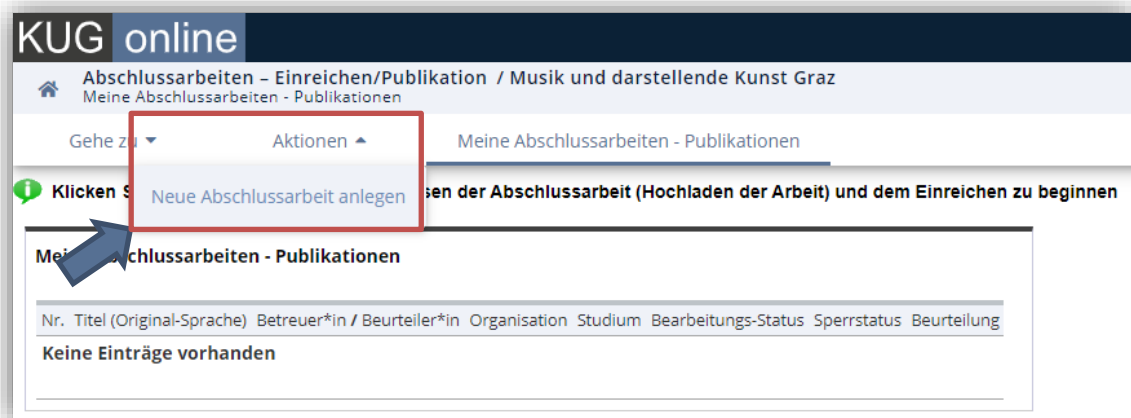 KUG online
Abschlussarbeiten – Einreichen/Publikation / Musik und darstellende Kunst Graz
Meine Abschlussarbeiten - Publikationen
Gehe zu Aktionen Meine Abschlussarbeiten - Publikationen
Klicken S sen der Abschlussarbeit (Hochladen der Arbeit) und dem Einreichen zu beginnen
Neue Abschlussarbeit anlegen
Abschlussarbeiten - Publikationen
Nr. Titel (Original-Sprache) Betreuer*in / Beurteiler*in Organisation Studium Bearbeitungs-Status Sperrstatus Beurteilung
Keine Einträge vorhanden